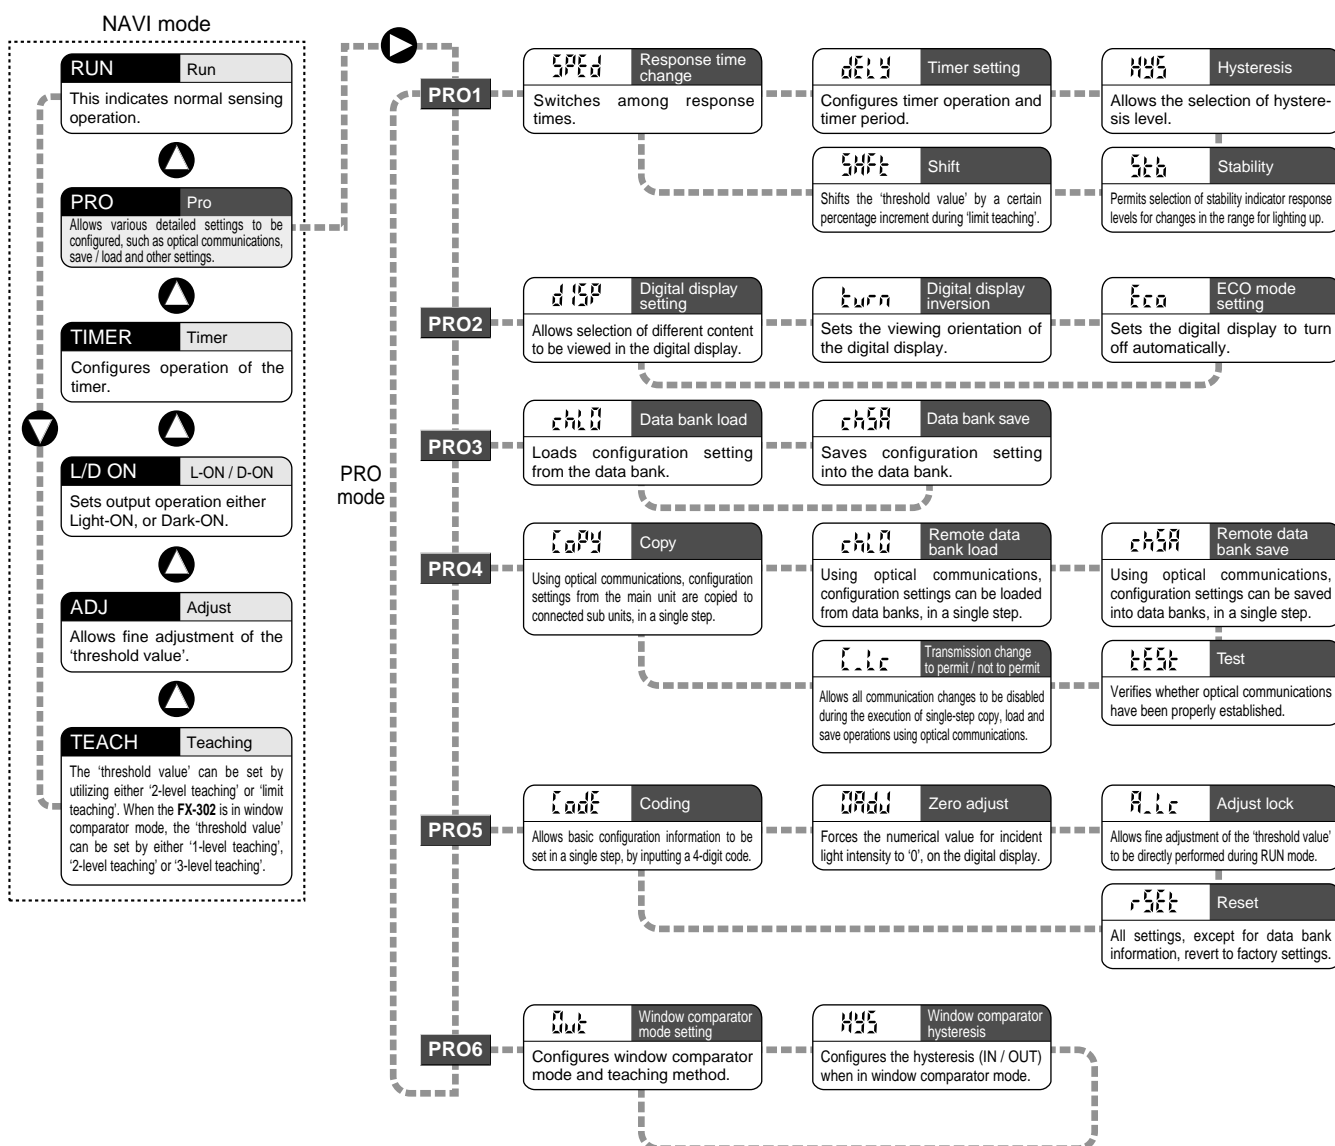 NAVI mode
RUN Run
This indicates normal sensing
operation.
PRO Pro
Allows various detailed settings to be
configured, such as optical communications,
save / load and other settings.
TIMER Timer
Configures operation of the
timer.
L/D ON L-ON / D-ON
Sets output operation either
Light-ON, or Dark-ON.
ADJ Adjust
Allows fine adjustment of the
‘threshold value’.
TEACH Teaching
The ‘threshold value’ can be set by
utilizing either ‘2-level teaching’ or ‘limit
teaching’. When the FX-302 is in window
comparator mode, the ‘threshold value’
can be set by either ‘1-level teaching’,
‘2-level teaching’ or ‘3-level teaching’.
PRO
mode
PRO1
SPEd Response time
change
Switches among response
times.
dELY Timer setting
Configures timer operation and
timer period.
HYS Hysteresis
Allows the selection of hystere-
sis level.
SHFt Shift
Shifts the ‘threshold value’ by a certain
percentage increment during ‘limit teaching’.
Stb Stability
Permits selection of stability indicator response
levels for changes in the range for lighting up.
PRO2
dISP Digital display
setting
Allows selection of different content
to be viewed in the digital display.
turn Digital display
inversion
Sets the viewing orientation of
the digital display.
Eco ECO mode
setting
Sets the digital display to turn
off automatically.
PRO3
chLO Data bank load
Loads configuration setting
from the data bank.
chSA Data bank save
Saves configuration setting
into the data bank.
PRO4
CoPY Copy
Using optical communications, configuration
settings from the main unit are copied to
connected sub units, in a single step.
chLO Remote data
bank load
Using optical communications,
configuration settings can be loaded
from data banks, in a single step.
chSA Remote data
bank save
Using optical communications,
configuration settings can be saved
into data banks, in a single step.
C_Lc Transmission change
to permit / not to permit
Allows all communication changes to be disabled
during the execution of single-step copy, load and
save operations using optical communications.
tESt Test
Verifies whether optical communications
have been properly established.
PRO5
CodE Coding
Allows basic configuration information to be
set in a single step, by inputting a 4-digit code.
0AdJ Zero adjust
Forces the numerical value for incident
light intensity to ‘0’, on the digital display.
A_Lc Adjust lock
Allows fine adjustment of the ‘threshold value’
to be directly performed during RUN mode.
rSEt Reset
All settings, except for data bank
information, revert to factory settings.
PRO6
Out Window comparator
mode setting
Configures window comparator
mode and teaching method.
HYS Window comparator
hysteresis
Configures the hysteresis (IN / OUT)
when in window comparator mode.